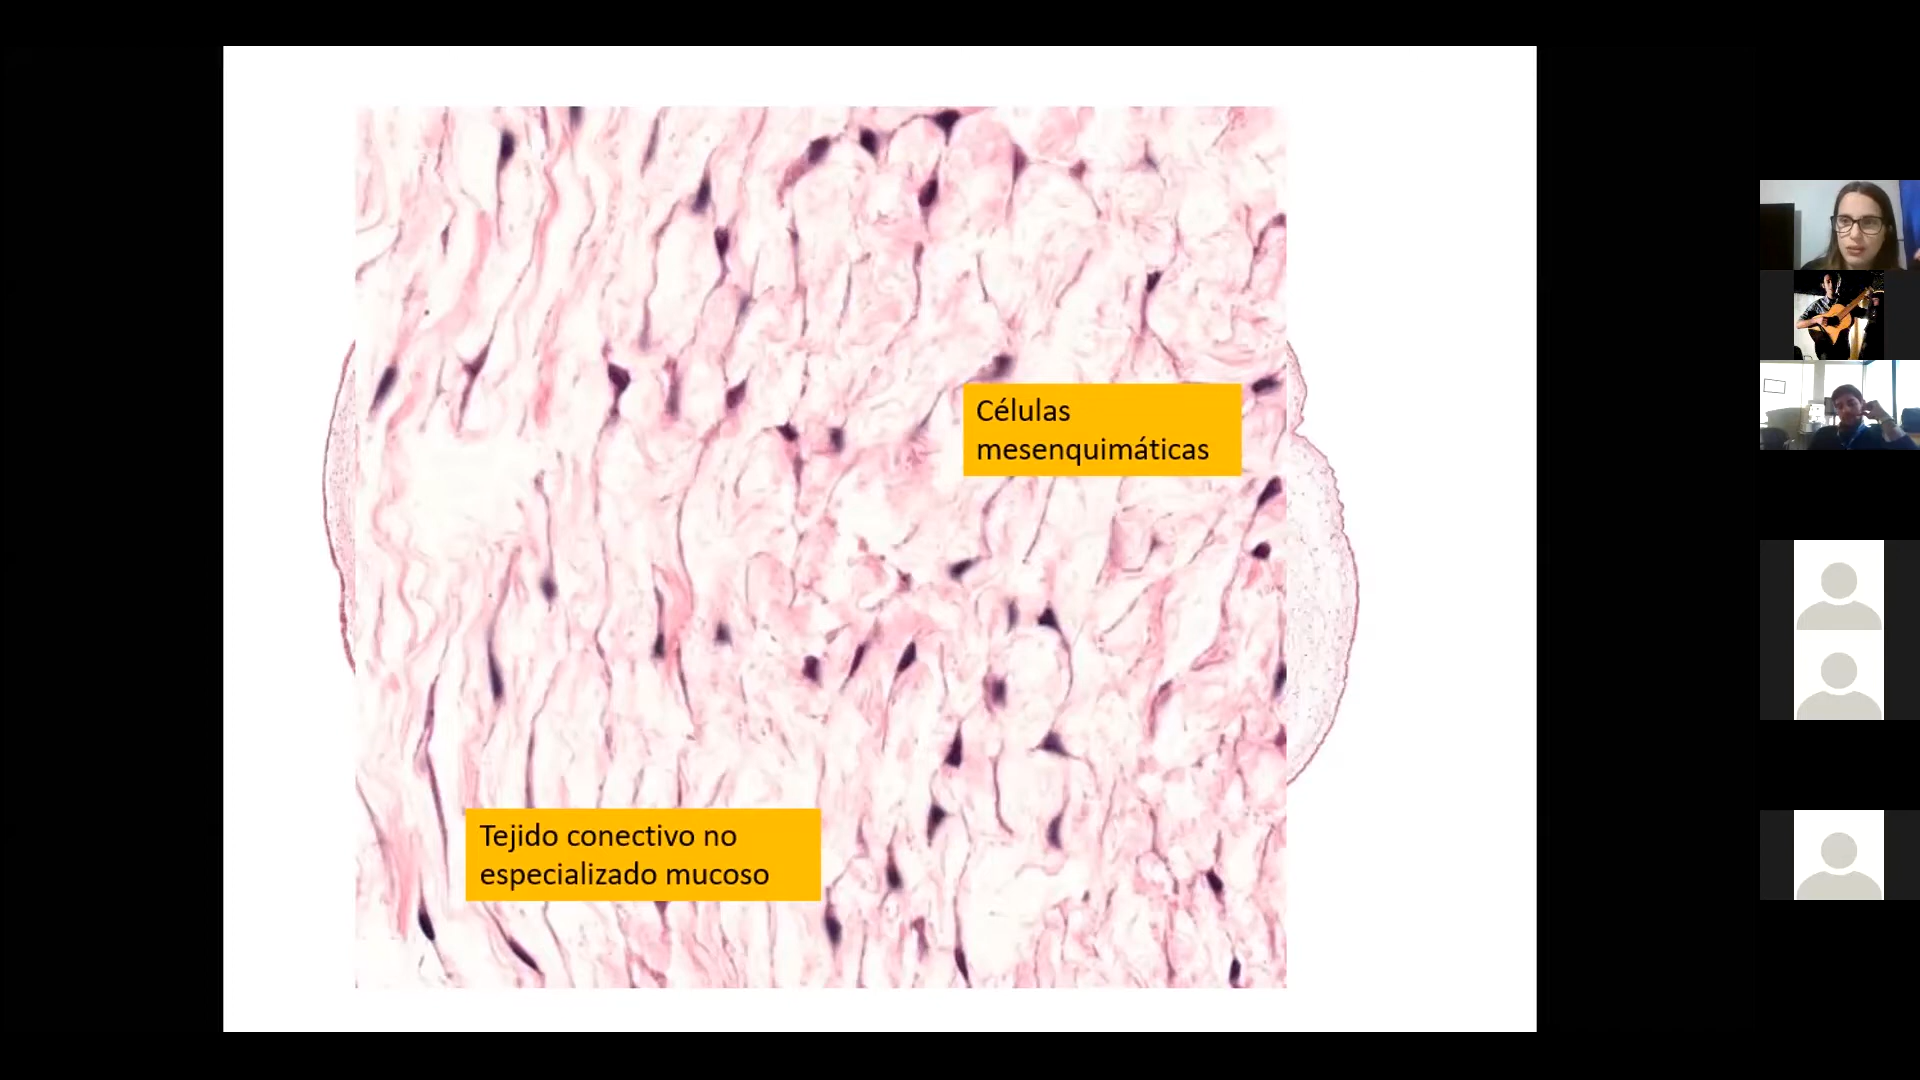 Células
mesenquimáticas
Tejido conectivo no
especializado mucoso